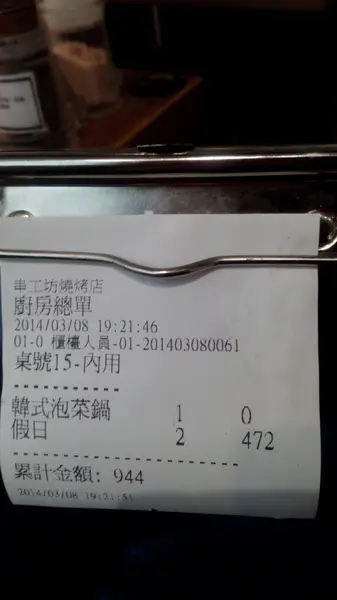 串工坊燒烤店
廚房總單
2014/03/08 19:21:46
01-0 櫃檯人員-01-201403080061
桌號15-內用
-----------
韓式泡菜鍋 1 0
假日 2 472
-----------------------
累計金額: 944
2014/03/08 19:21:51